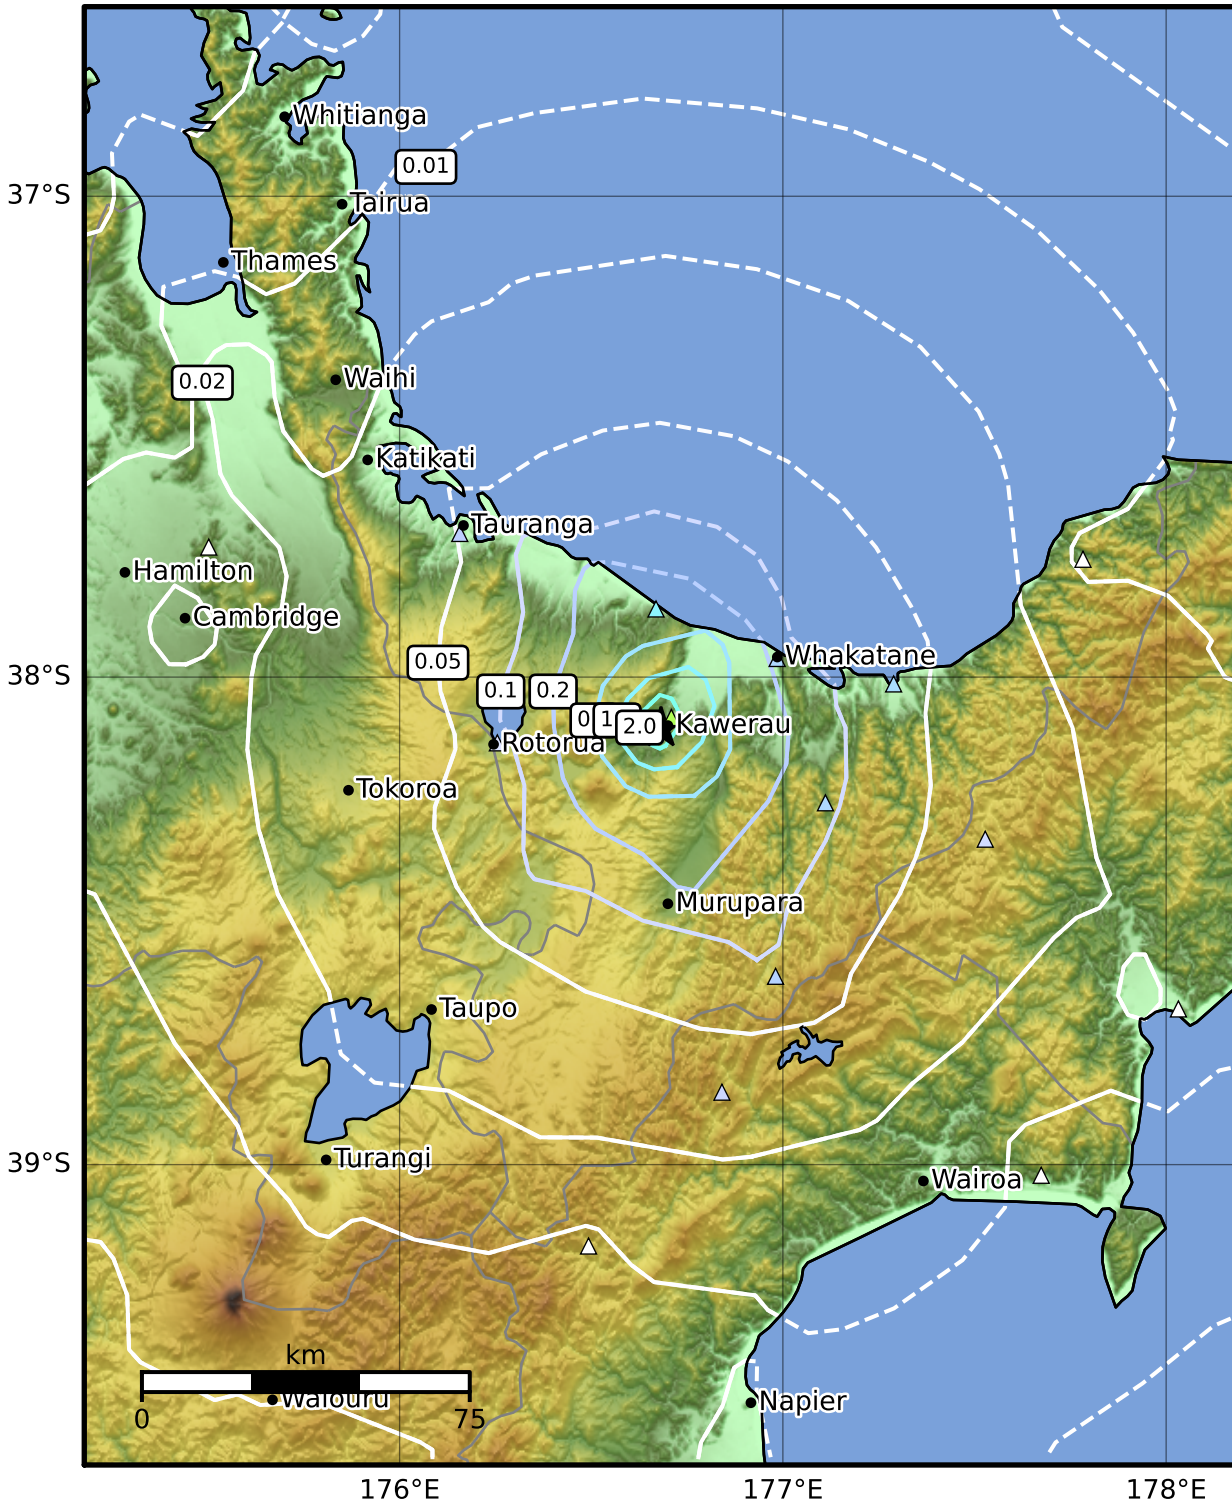 Whitianga
0.01
37°S
Tairua
Thames
0.02
Waihi
Katikati
Tauranga
Hamilton
Cambridge
Whakatane
0.05
38°S
0.1
0.2
2.0
Kawerau
Rotorua
Tokoroa
Murupara
Taupo
39°S
Turangi
Wairoa
km
Waiouru
Napier
0
75
176°E
177°E
178°E